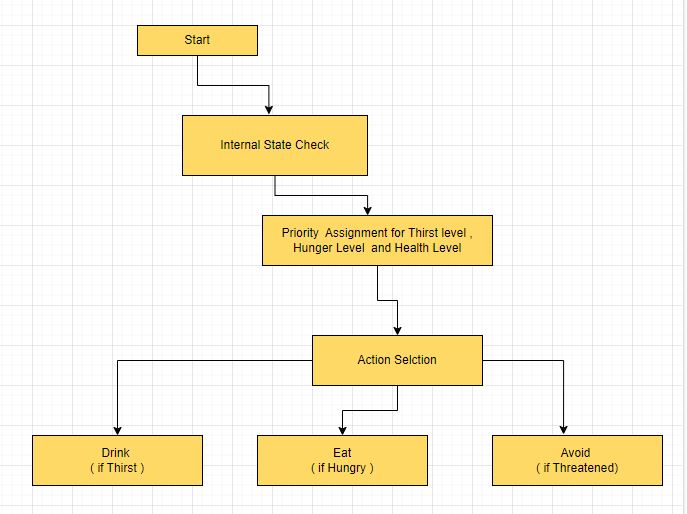 Start
Internal State Check
Priority Assignment for Thirst level ,
Hunger Level and Health Level
Action Selction
Drink
( if Thirst )
Eat
( if Hungry )
Avoid
( if Threatened)